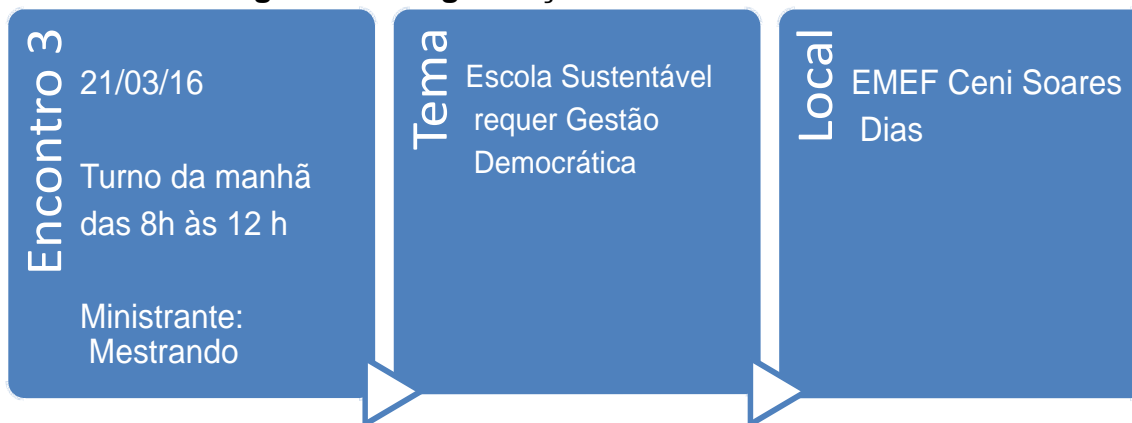 Encontro 3
21/03/16
Turno da manhã
das 8h às 12 h
Ministrante:
Mestrando
Tema
Escola Sustentável
requer Gestão
Democrática
Local
EMEF Ceni Soares
Dias